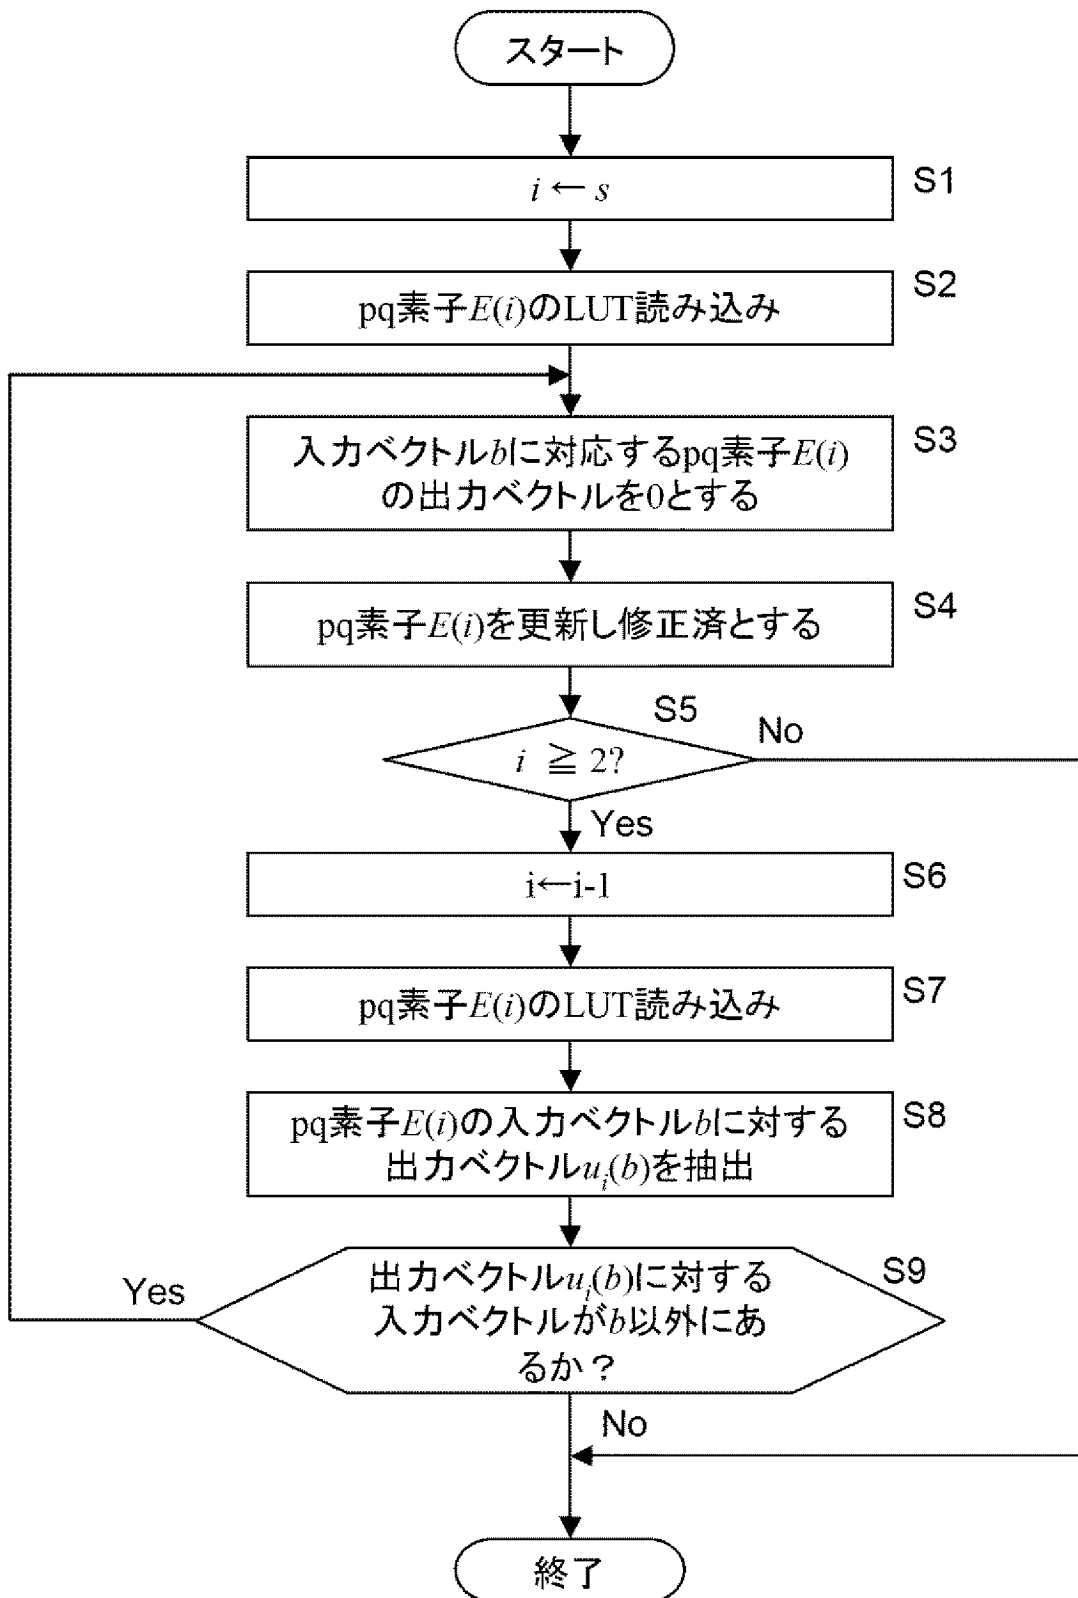 スタート
i ← s
S1
pq素子E(i)のLUT読み込み
S2
入力ベクトルbに対応するpq素子E(i)
の出力ベクトルを0とする
S3
pq素子E(i)を更新し修正済とする
S4
S5
i ≧ 2?
No
Yes
i←i-1
S6
pq素子E(i)のLUT読み込み
S7
pq素子E(i)の入力ベクトルbに対する
出力ベクトルui(b)を抽出
S8
出力ベクトルui(b)に対する
入力ベクトルがb以外にあ
るか？
S9
Yes
No
終了